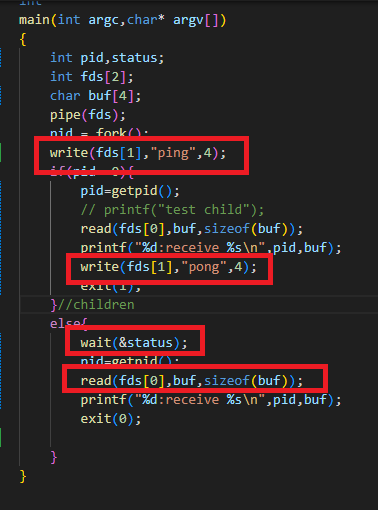 int
main(int argc,char* argv[])
{
int pid,status;
int fds[2];
char buf[4];
pipe(fds);
pid = fork();
write(fds[1],"ping",4);
if(pid 0){
pid=getpid();
// printf("test child");
read(fds[0],buf,sizeof(buf));
printf("%d:receive %s\n",pid,buf);
write(fds[1],"pong",4);
exit(1);
}//children
else{
wait(&status);
pid=getpid();
read(fds[0],buf,sizeof(buf));
printf("%d:receive %s\n",pid,buf);
exit(0);
}
}